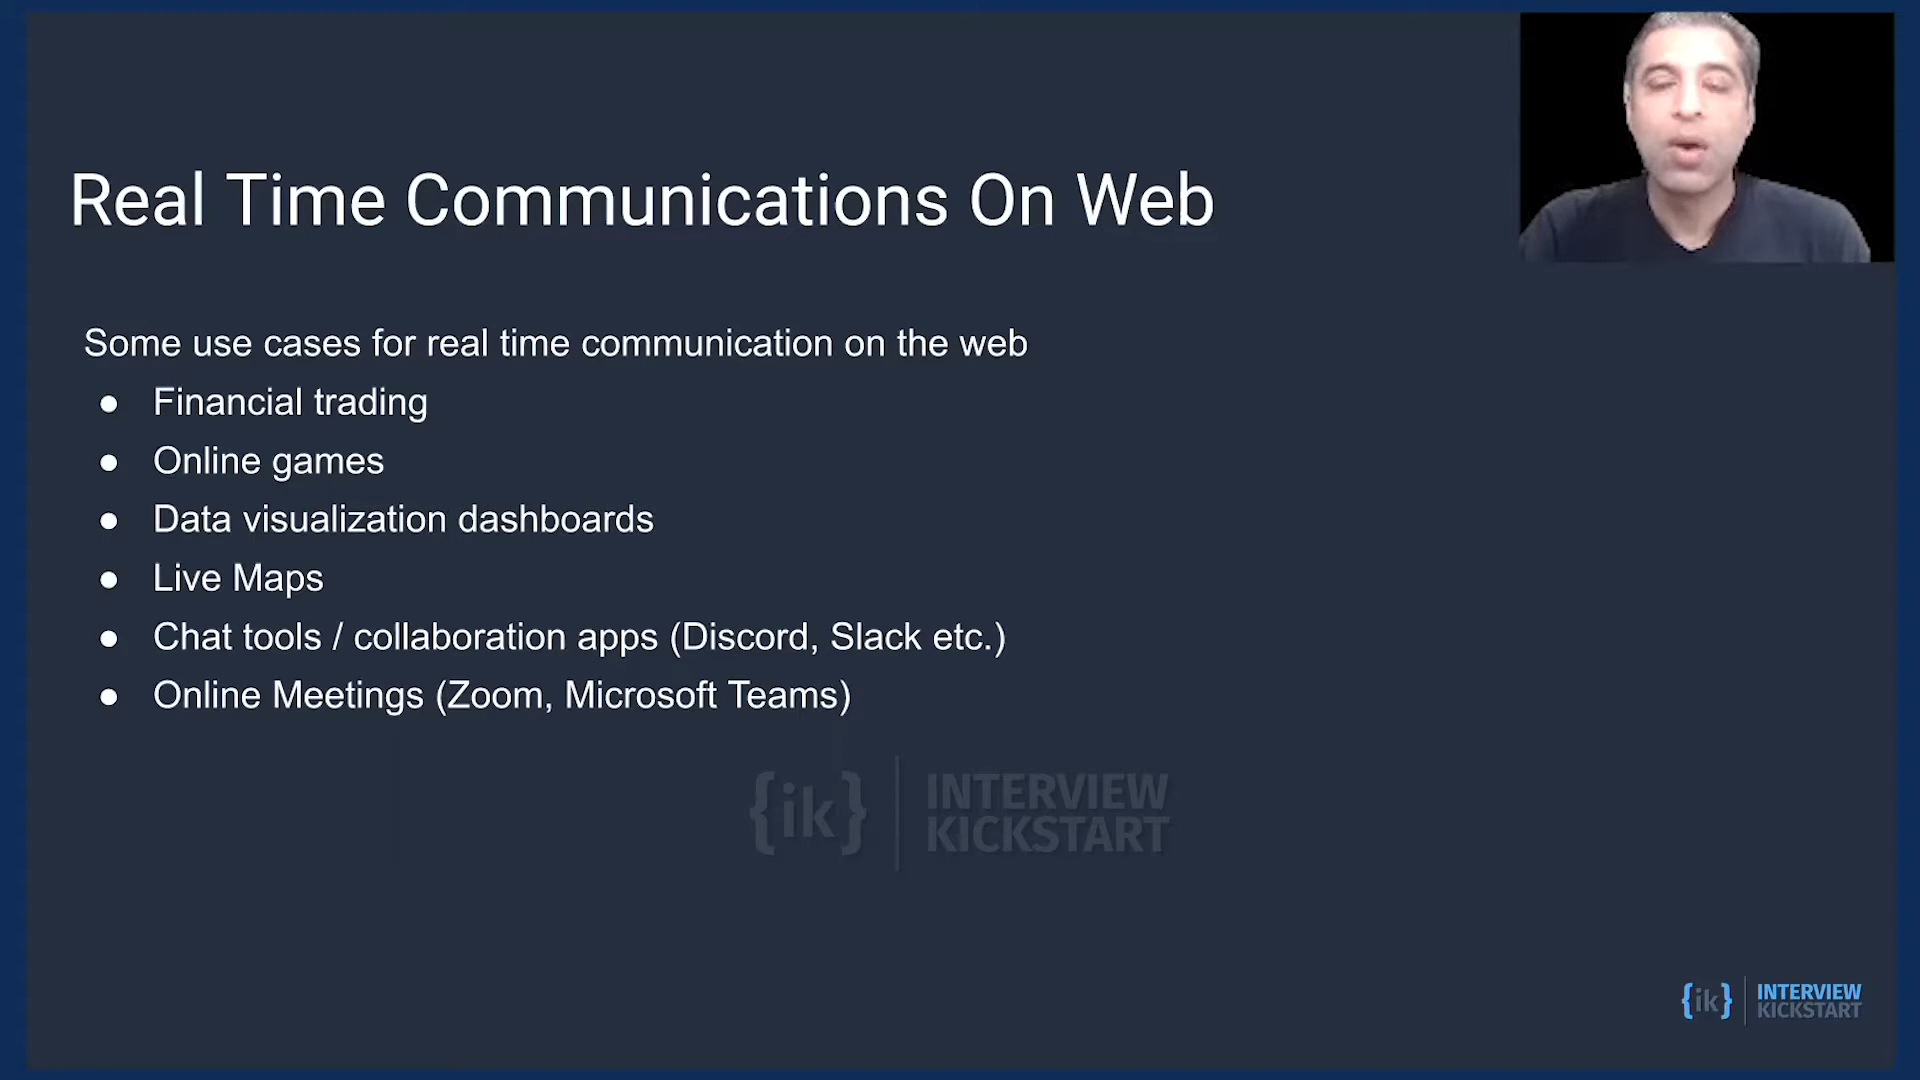 Real Time Communications On Web
Some use cases for real time communication on the web
● Financial trading
● Online games
● Data visualization dashboards
● Live Maps
● Chat tools / collaboration apps (Discord, Slack etc.)
● Online Meetings (Zoom, Microsoft Teams)
{ik} INTERVIEW
KICKSTART
{ik} INTERVIEW
KICKSTART